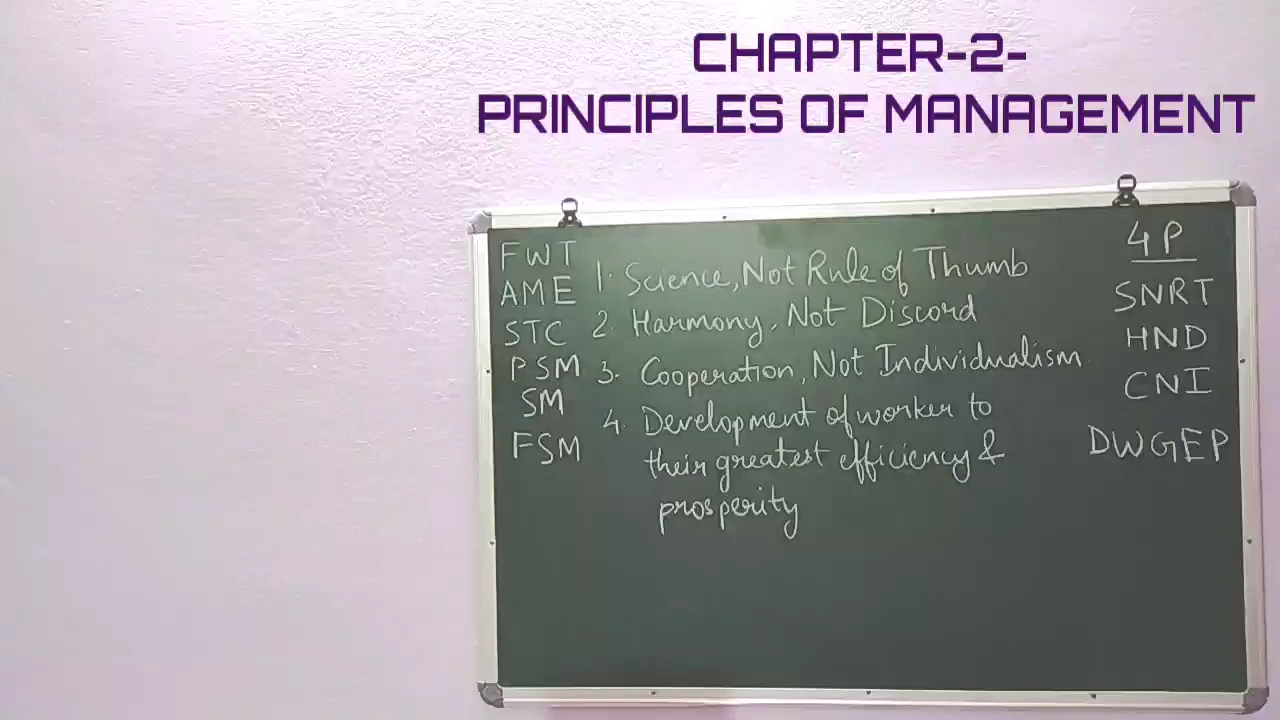 CHAPTER-2-
PRINCIPLES OF MANAGEMENT
FWT
AME
STC
PSM
SM
FSM
1. Science, Not Rule of Thumb
2. Harmony, Not Discord
3. Cooperation, Not Individualism
4. Development of worker to
their greatest efficiency &
prosperity
4P
SNRT
HND
CNI
DWGEP